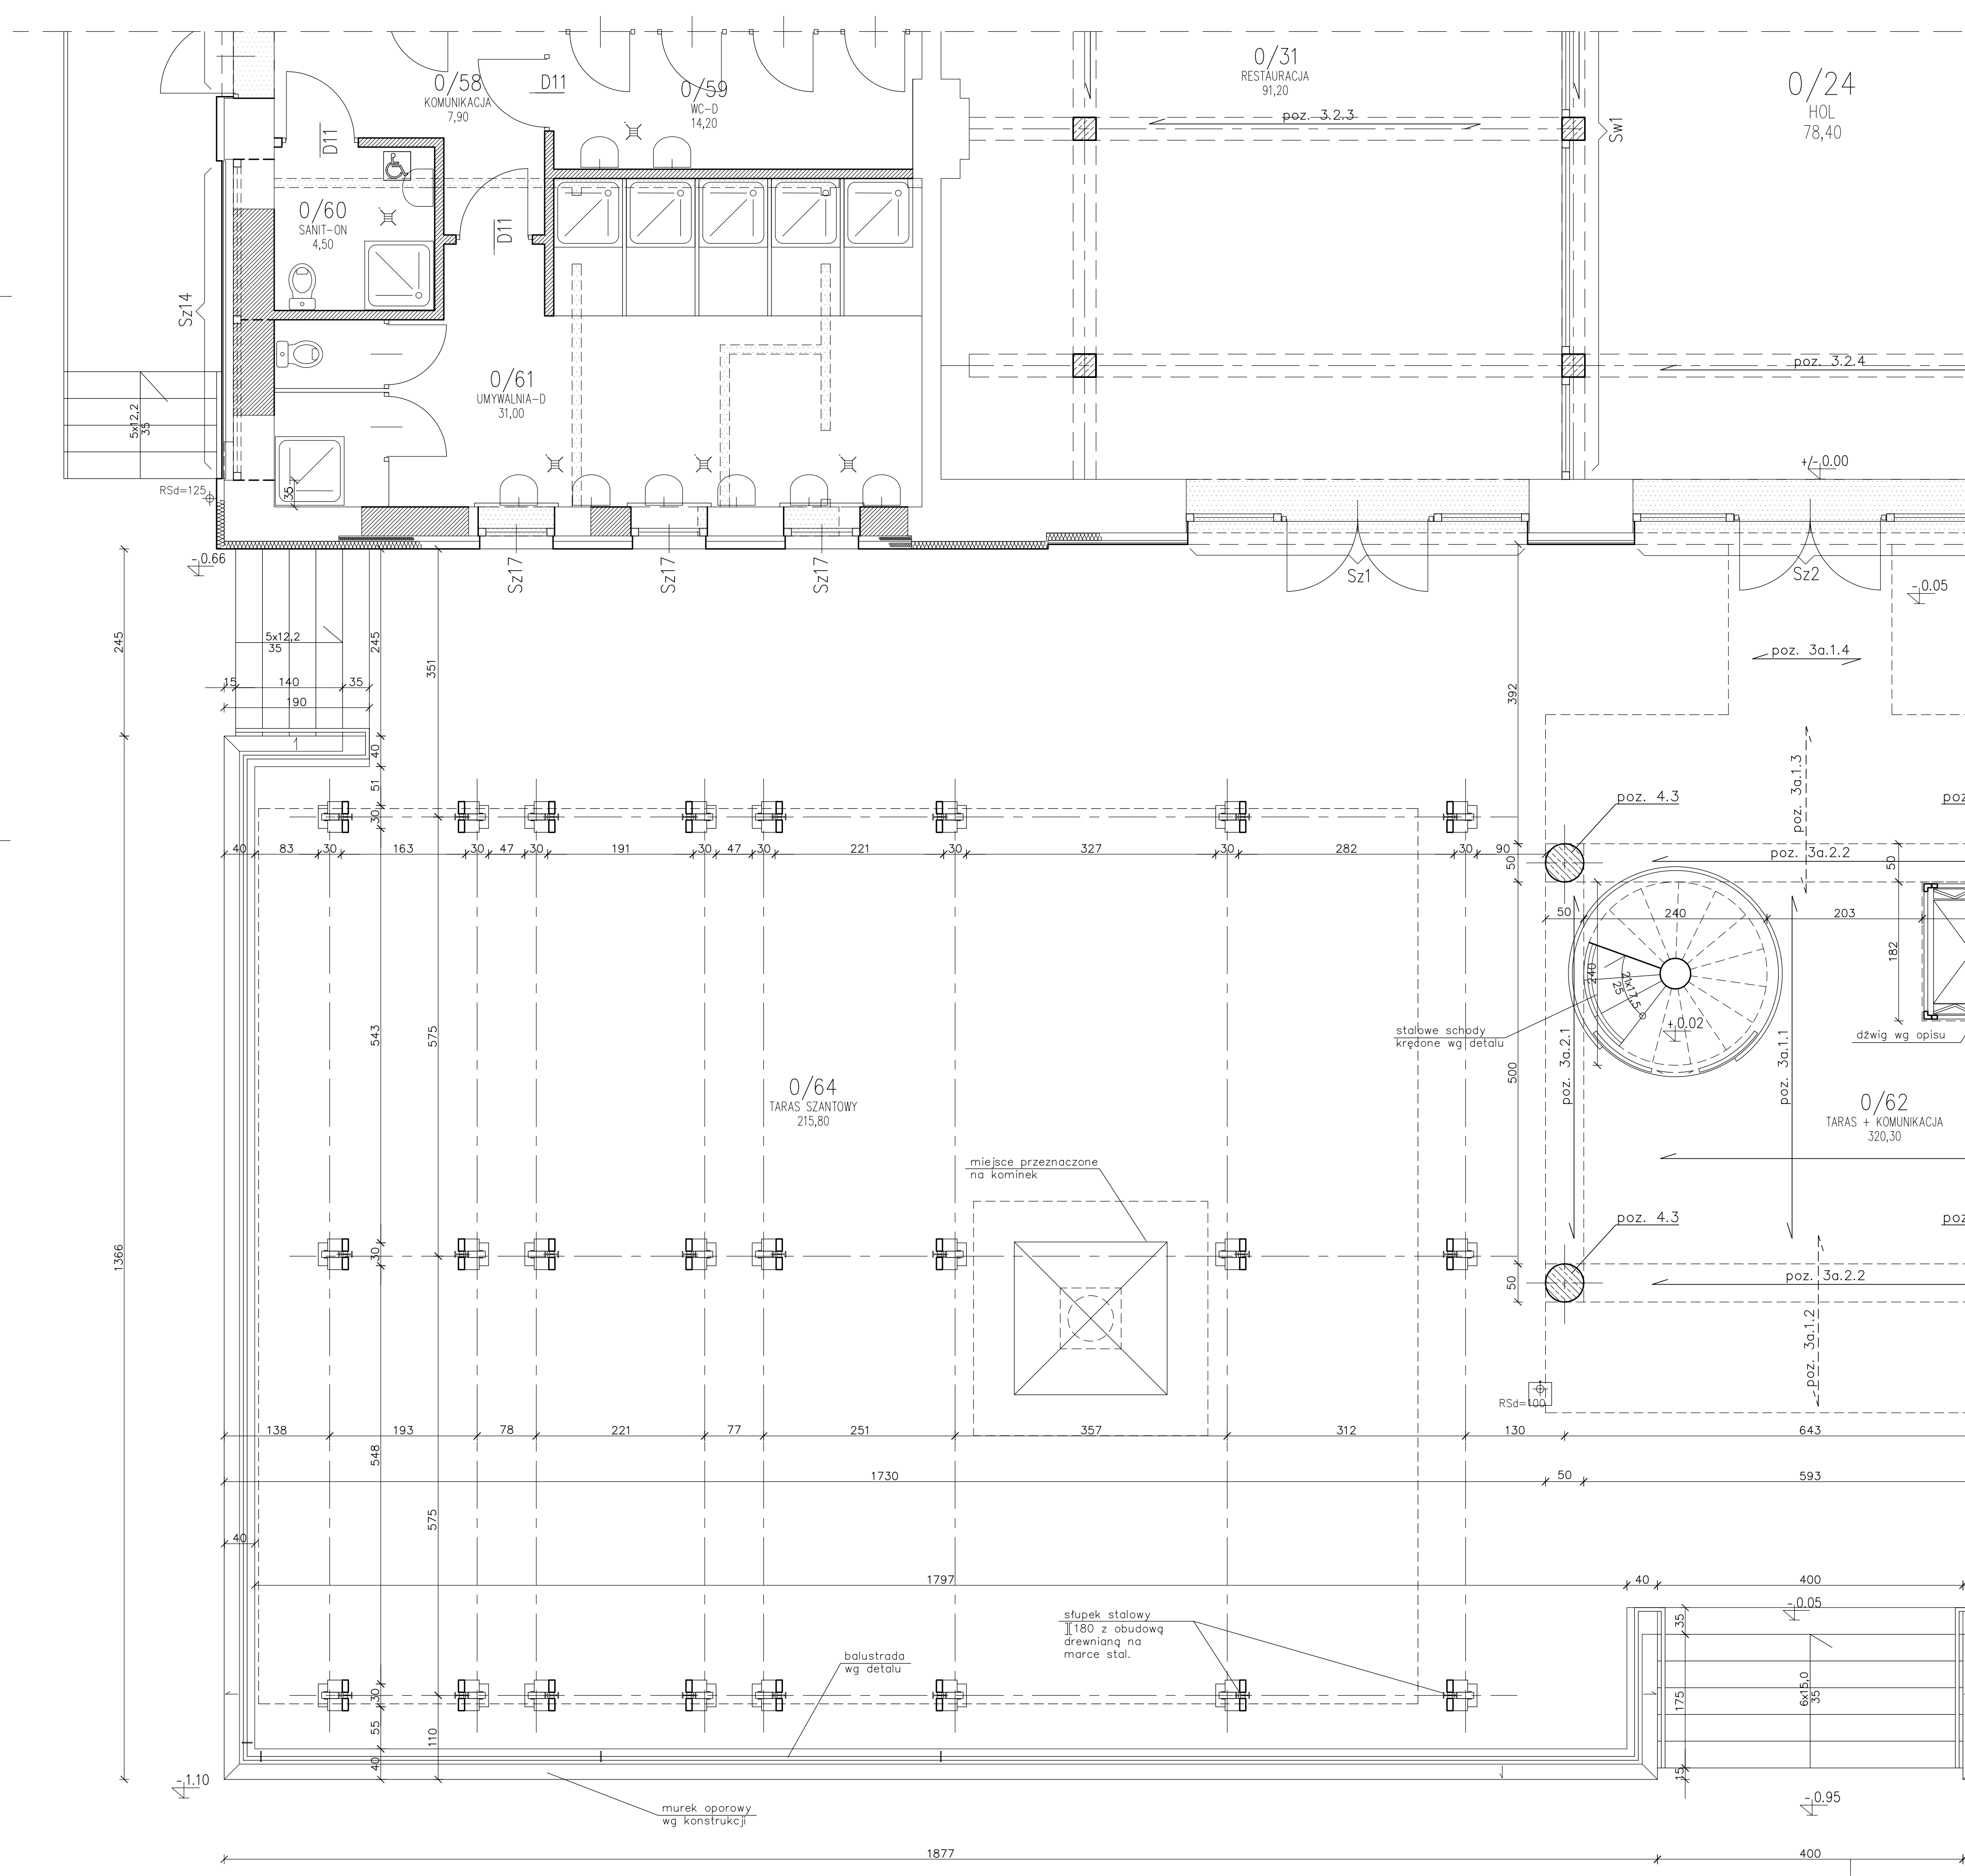 0/58
KOMUNIKACJA
7,90
D11
0/59
WC-D
14,20
0/31
RESTAURACJA
91,20
poz. 3.2.3
Sw1
0/24
HOL
78,40
D11
0/60
SANIT-ON
4,50
D11
Sz14
0/61
UMYWALNIA-D
31,00
poz. 3.2.4
5x12,2
35
RSd=125
35
+/-0.00
-0.66
Sz17
Sz17
Sz17
Sz1
Sz2
-0.05
245
5x12,2
35
245
351
392
poz. 3a.1.4
15
140
35
190
40
51
30
poz. 3a.1.3
poz. 4.3
poz.
40
83
30
163
30
47
30
191
30
47
30
221
30
327
30
282
30
90
50
poz. 3a.2.2
50
50
240
203
182
240
21x17,5
25
+0.02
stalowe schody
kręcone wg detalu
dźwig wg opisu
543
575
500
poz. 3a.2.1
poz. 3a.1.1
0/64
TARAS SZANTOWY
215,80
0/62
TARAS + KOMUNIKACJA
320,30
miejsce przeznaczone
na kominek
poz. 4.3
poz.
1366
30
50
poz. 3a.2.2
poz. 3a.1.2
RSd=100
138
193
78
221
77
251
357
312
130
643
548
1730
50
593
575
40
1797
40
400
słupek stalowy
][180 z obudową
drewnianą na
marce stal.
-0.05
35
balustrada
wg detalu
30
55
110
40
175
6x15,0
35
15
-1.10
murek oporowy
wg konstrukcji
-0.95
1877
400